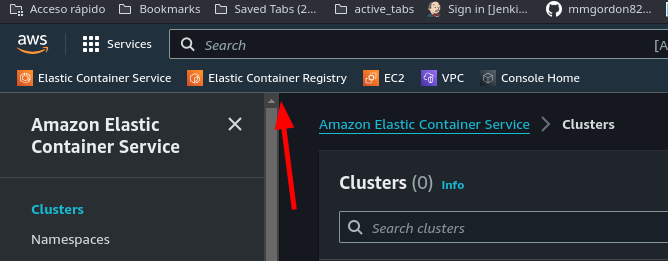 Acceso rápido Bookmarks Saved Tabs (2... active_tabs Sign in [Jenki... mmgordon82...
aws Services Search [A
Elastic Container Service Elastic Container Registry EC2 VPC Console Home
Amazon Elastic
Container Service
Amazon Elastic Container Service Clusters
Clusters (0) Info
Clusters
Search clusters
Namespaces